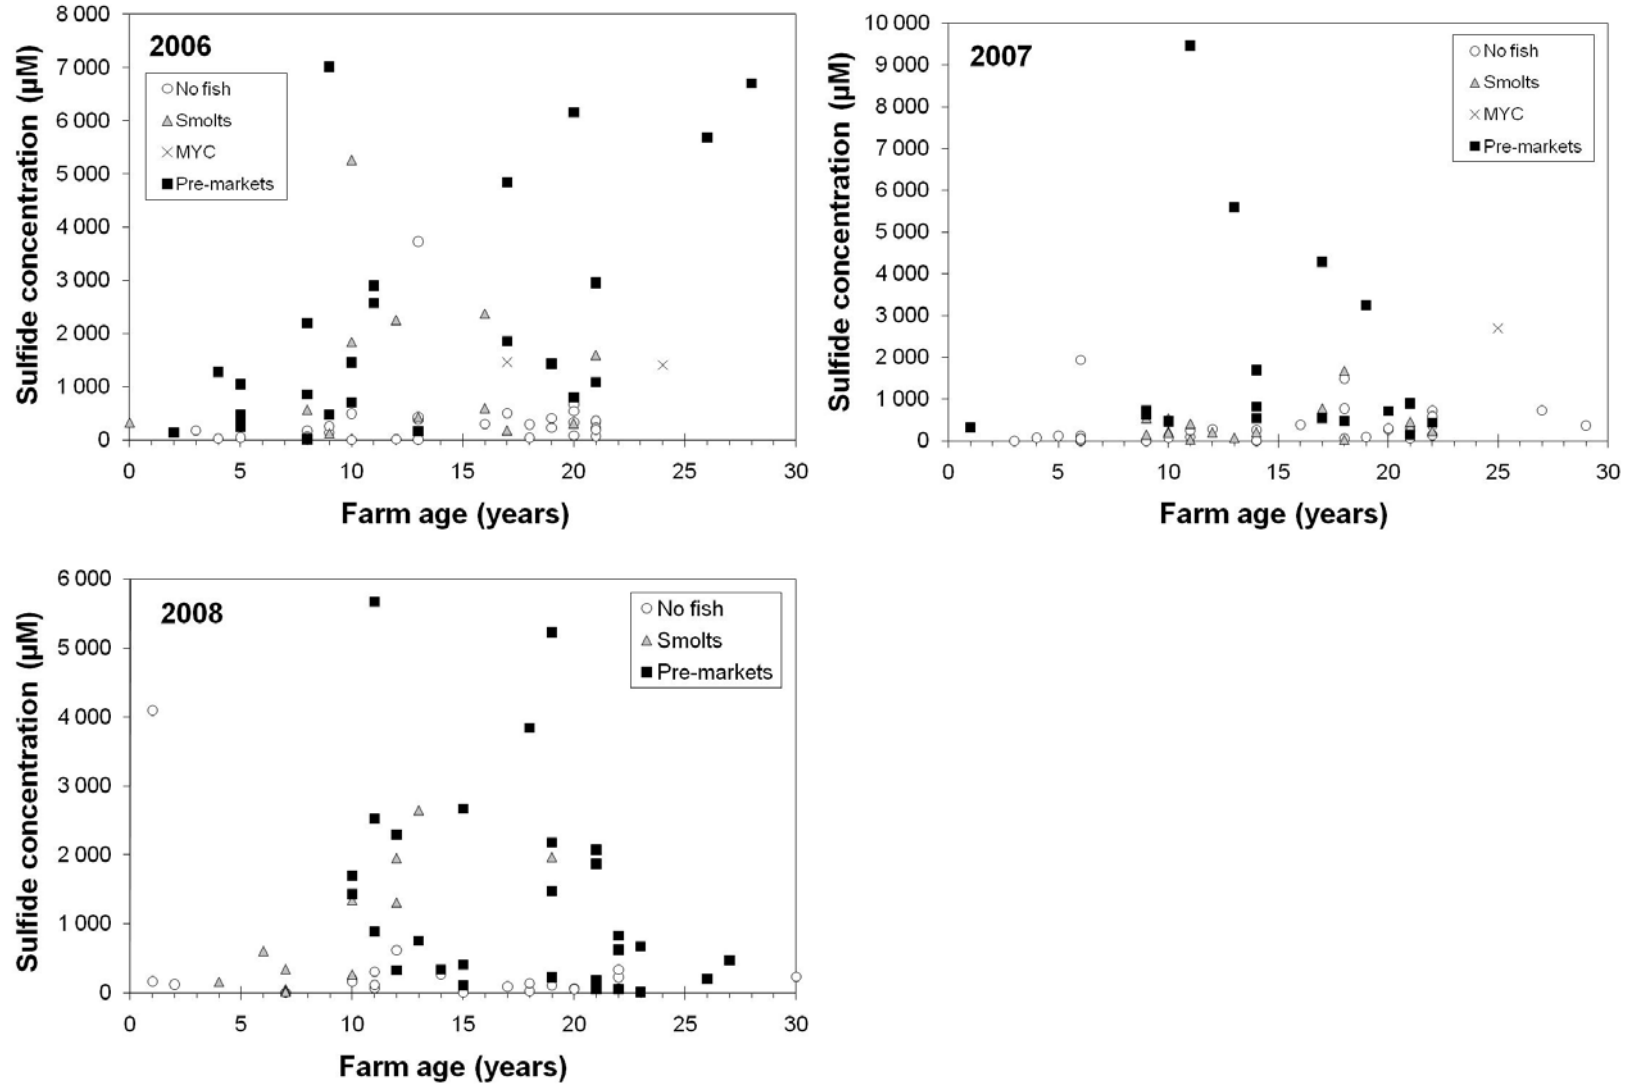 2006
No fish
Smolts
MYC
Pre-markets
Sulfide concentration (µM)
8 000
7 000
6 000
5 000
4 000
3 000
2 000
1 000
0
0 5 10 15 20 25 30
Farm age (years)
2007
No fish
Smolts
MYC
Pre-markets
Sulfide concentration (µM)
10 000
9 000
8 000
7 000
6 000
5 000
4 000
3 000
2 000
1 000
0
0 5 10 15 20 25 30
Farm age (years)
2008
No fish
Smolts
Pre-markets
Sulfide concentration (µM)
6 000
5 000
4 000
3 000
2 000
1 000
0
0 5 10 15 20 25 30
Farm age (years)